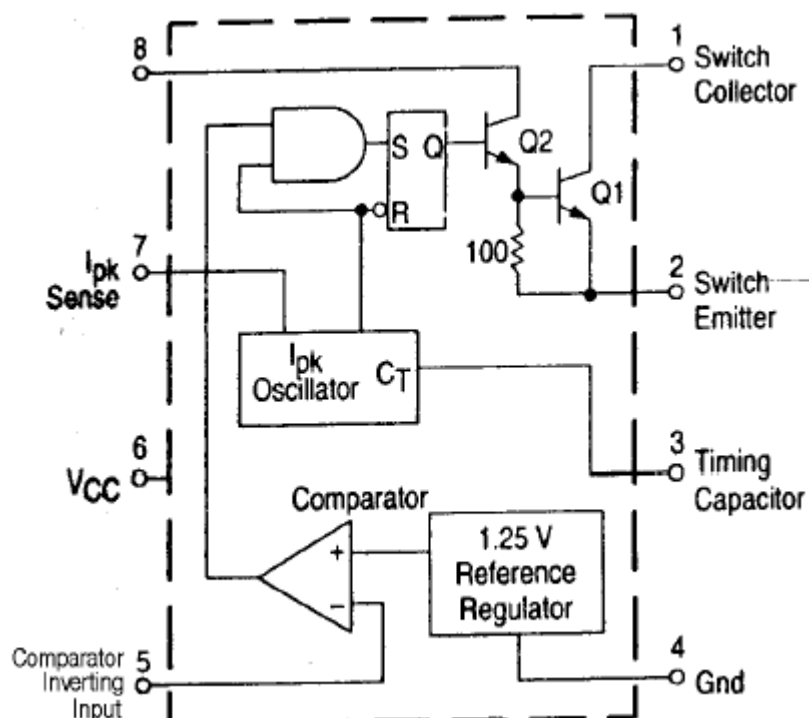 8
1
Switch
Collector
S Q
Q2
R
Q1
100
7
Ipk
Sense
2
Switch
Emitter
Ipk
Oscillator
CT
6
VCC
3
Timing
Capacitor
Comparator
+
−
1.25 V
Reference
Regulator
Comparator
Inverting
Input
5
4
Gnd